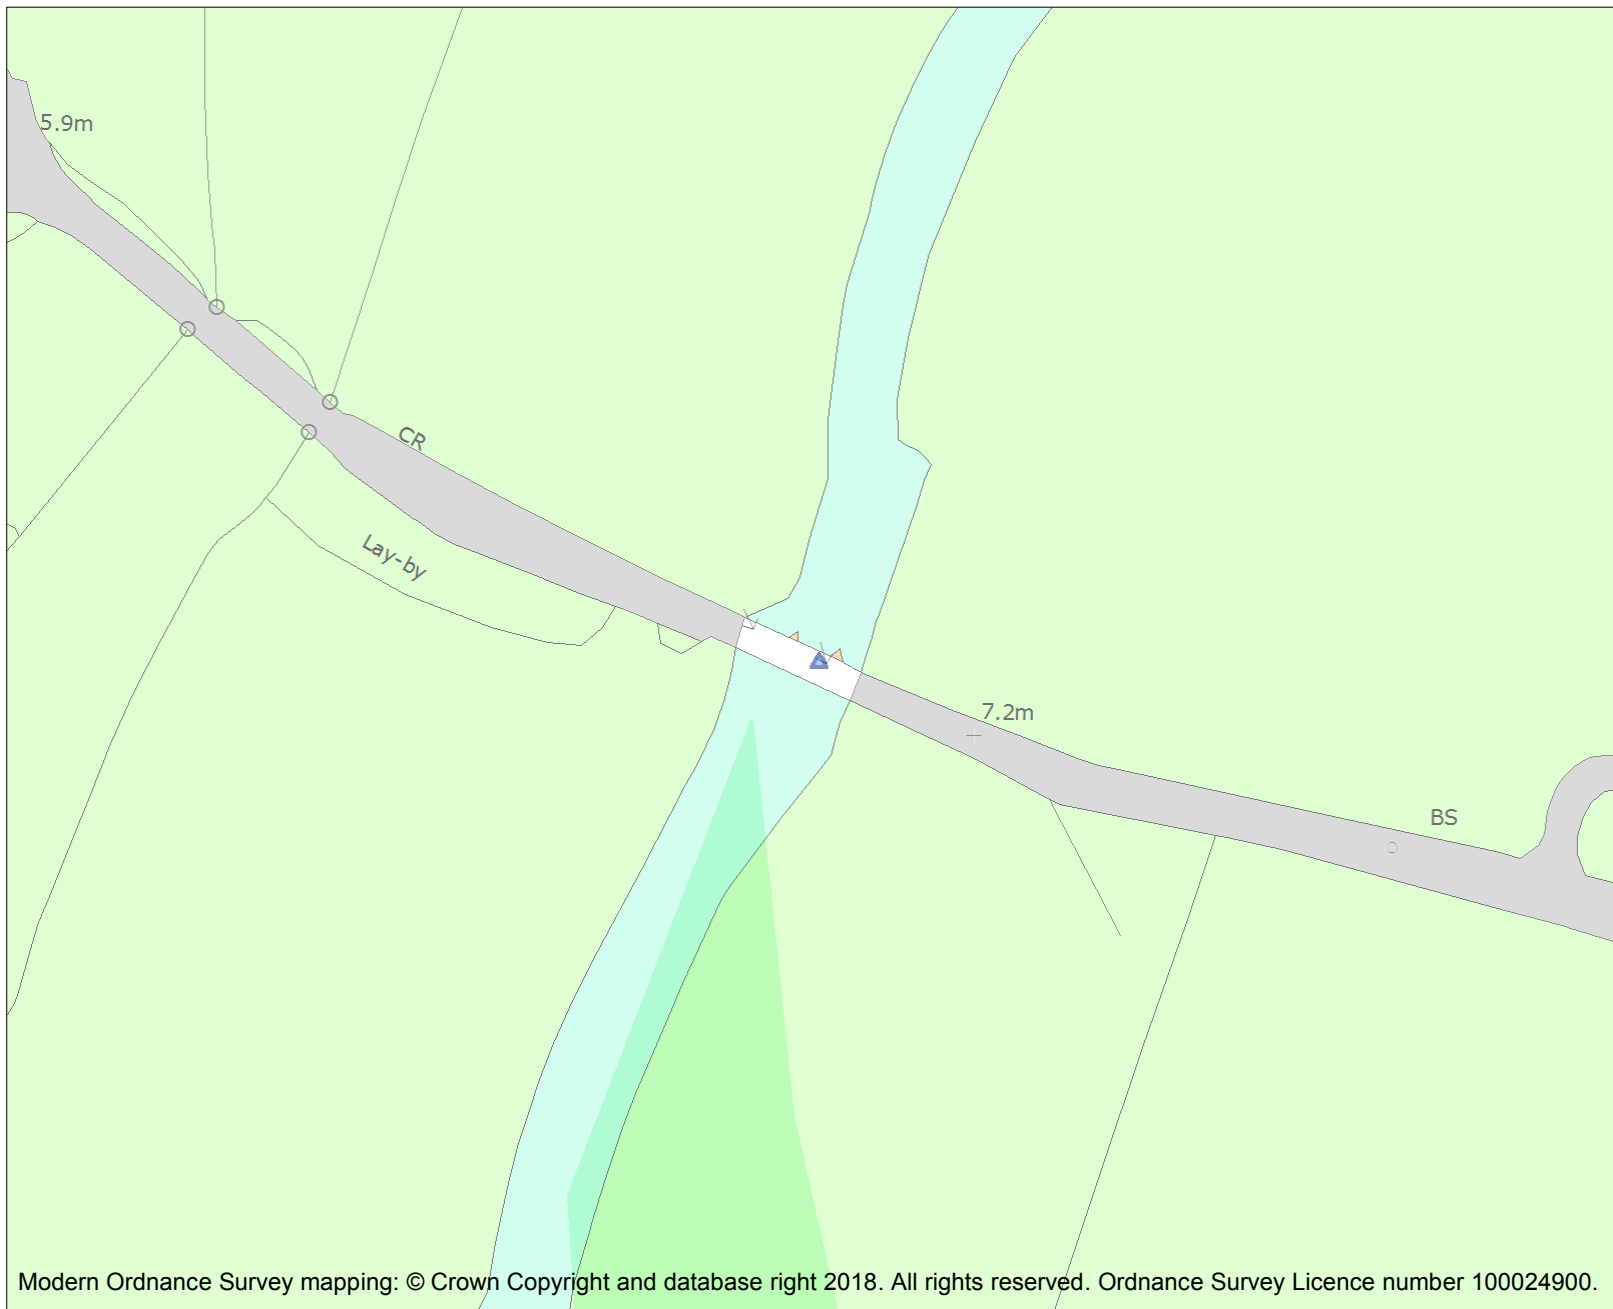 5.9m
CR
Lay-by
7.2m
BS
Modern Ordnance Survey mapping: © Crown Copyright and database right 2018. All rights reserved. Ordnance Survey Licence number 100024900.